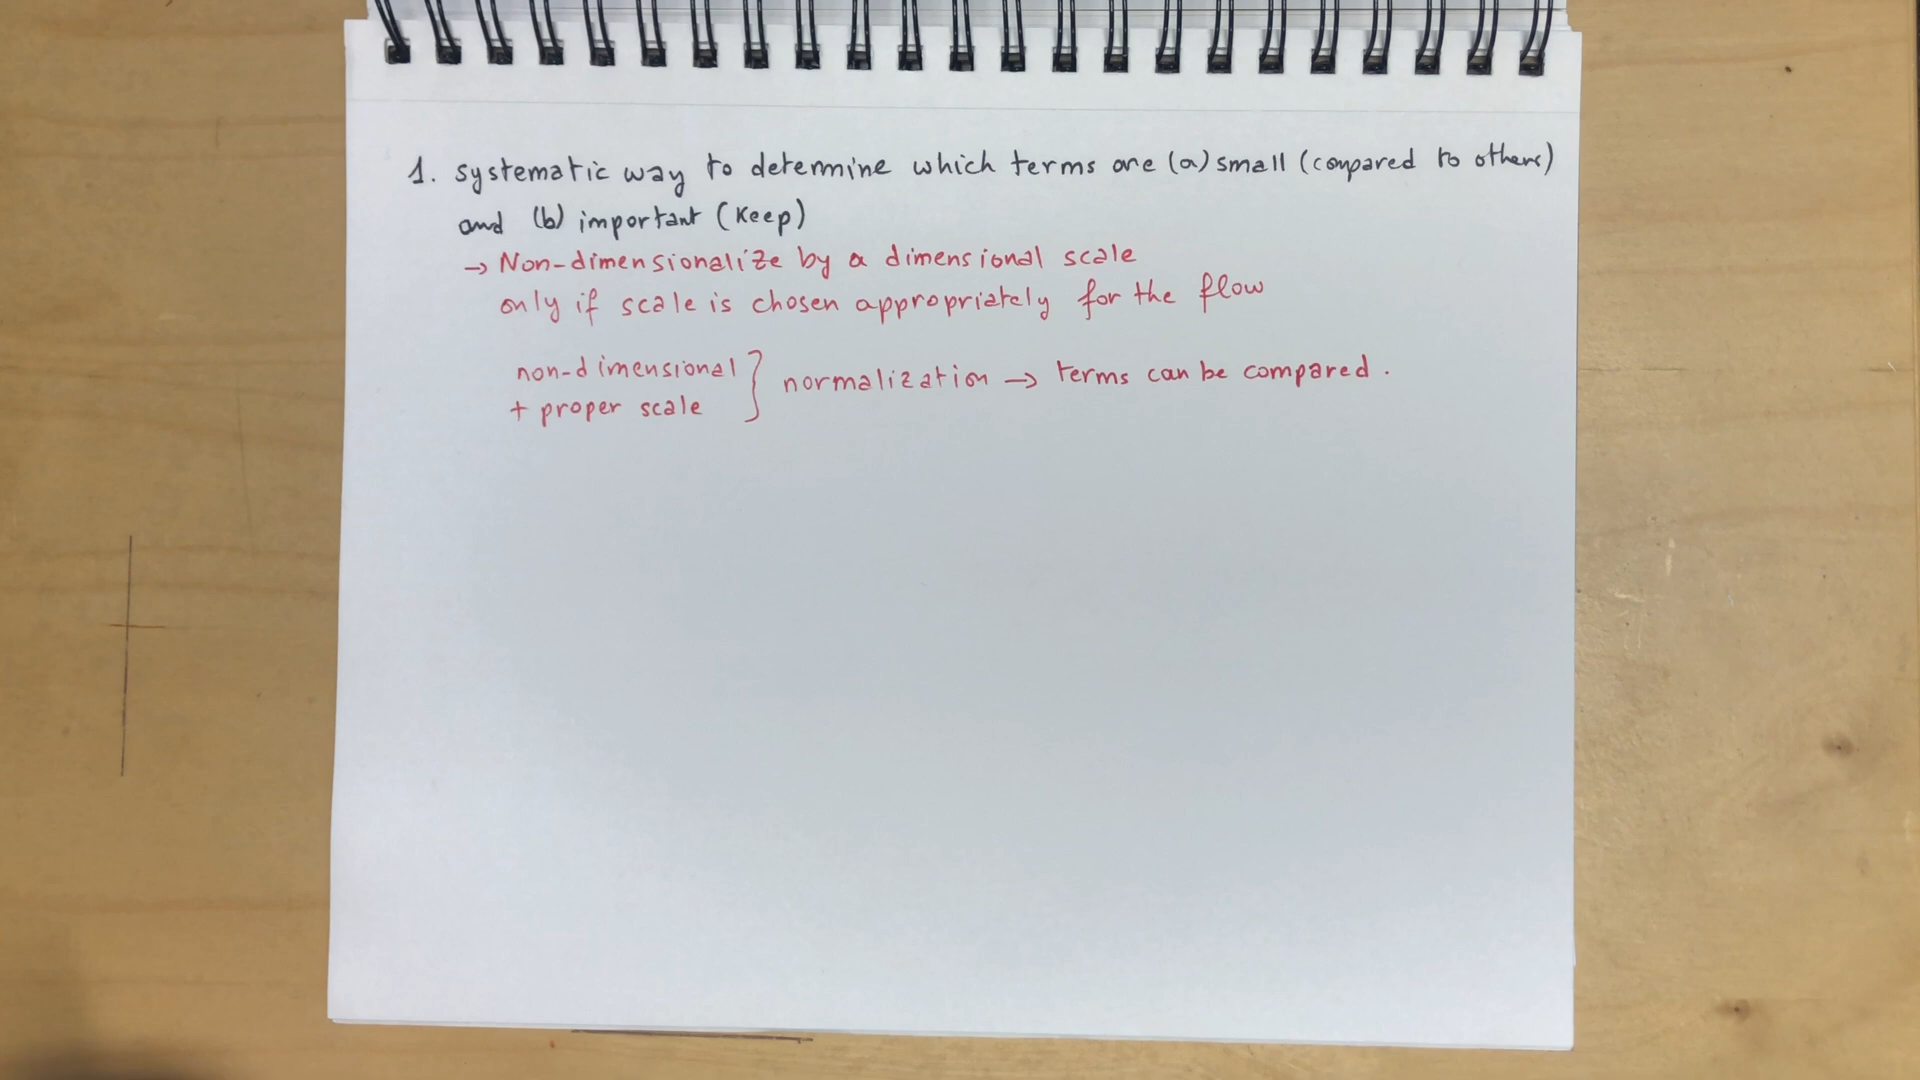 1. systematic way to determine which terms are (a) small (compared to others)
and (b) important (Keep)
→ Non-dimensionalize by a dimensional scale
only if scale is chosen appropriately for the flow
non-dimensional } normalization → terms can be compared.
+ proper scale